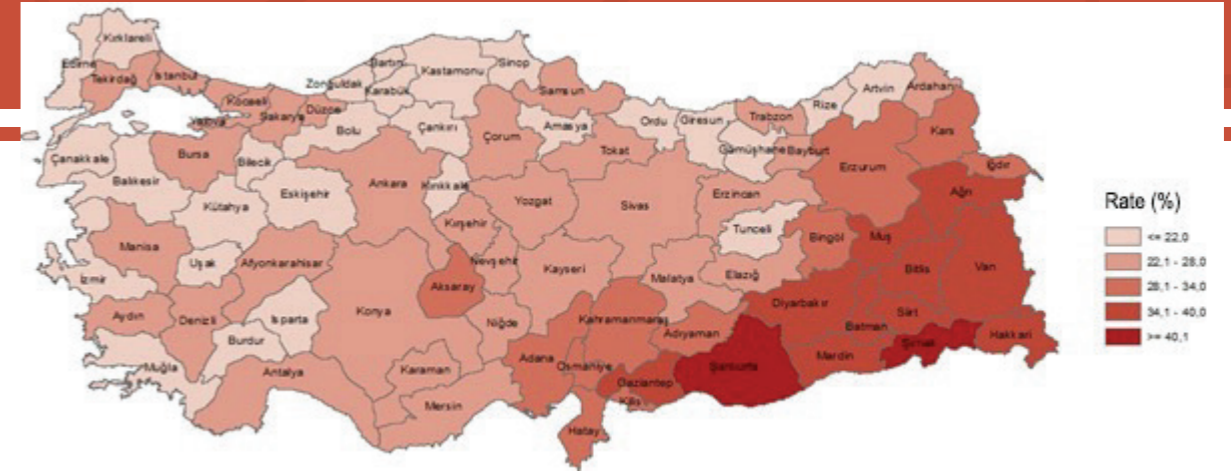 Kırklareli
Edirne
Tekirdağ
İstanbul
Kocaeli
Yalova
Sakarya
Düzce
Zonguldak
Bartın
Karabük
Kastamonu
Sinop
Samsun
Bolu
Çankırı
Çorum
Amasya
Tokat
Ordu
Giresun
Gümüşhane
Trabzon
Bayburt
Rize
Artvin
Ardahan
Kars
Iğdır
Erzurum
Ağrı
Çanakkale
Balıkesir
Bursa
Bilecik
Kütahya
Eskişehir
Ankara
Kırıkkale
Kırşehir
Yozgat
Sivas
Erzincan
Tunceli
Bingöl
Muş
Bitlis
Van
Manisa
İzmir
Uşak
Afyonkarahisar
Konya
Aksaray
Nevşehir
Kayseri
Malatya
Elazığ
Diyarbakır
Batman
Siirt
Şırnak
Hakkari
Mardin
Aydın
Denizli
Isparta
Burdur
Muğla
Antalya
Karaman
Niğde
Mersin
Adana
Osmaniye
Kahramanmaraş
Adıyaman
Gaziantep
Kilis
Şanlıurfa
Hatay
Rate (%)
<= 22,0
22,1 - 28,0
28,1 - 34,0
34,1 - 40,0
>= 40,1